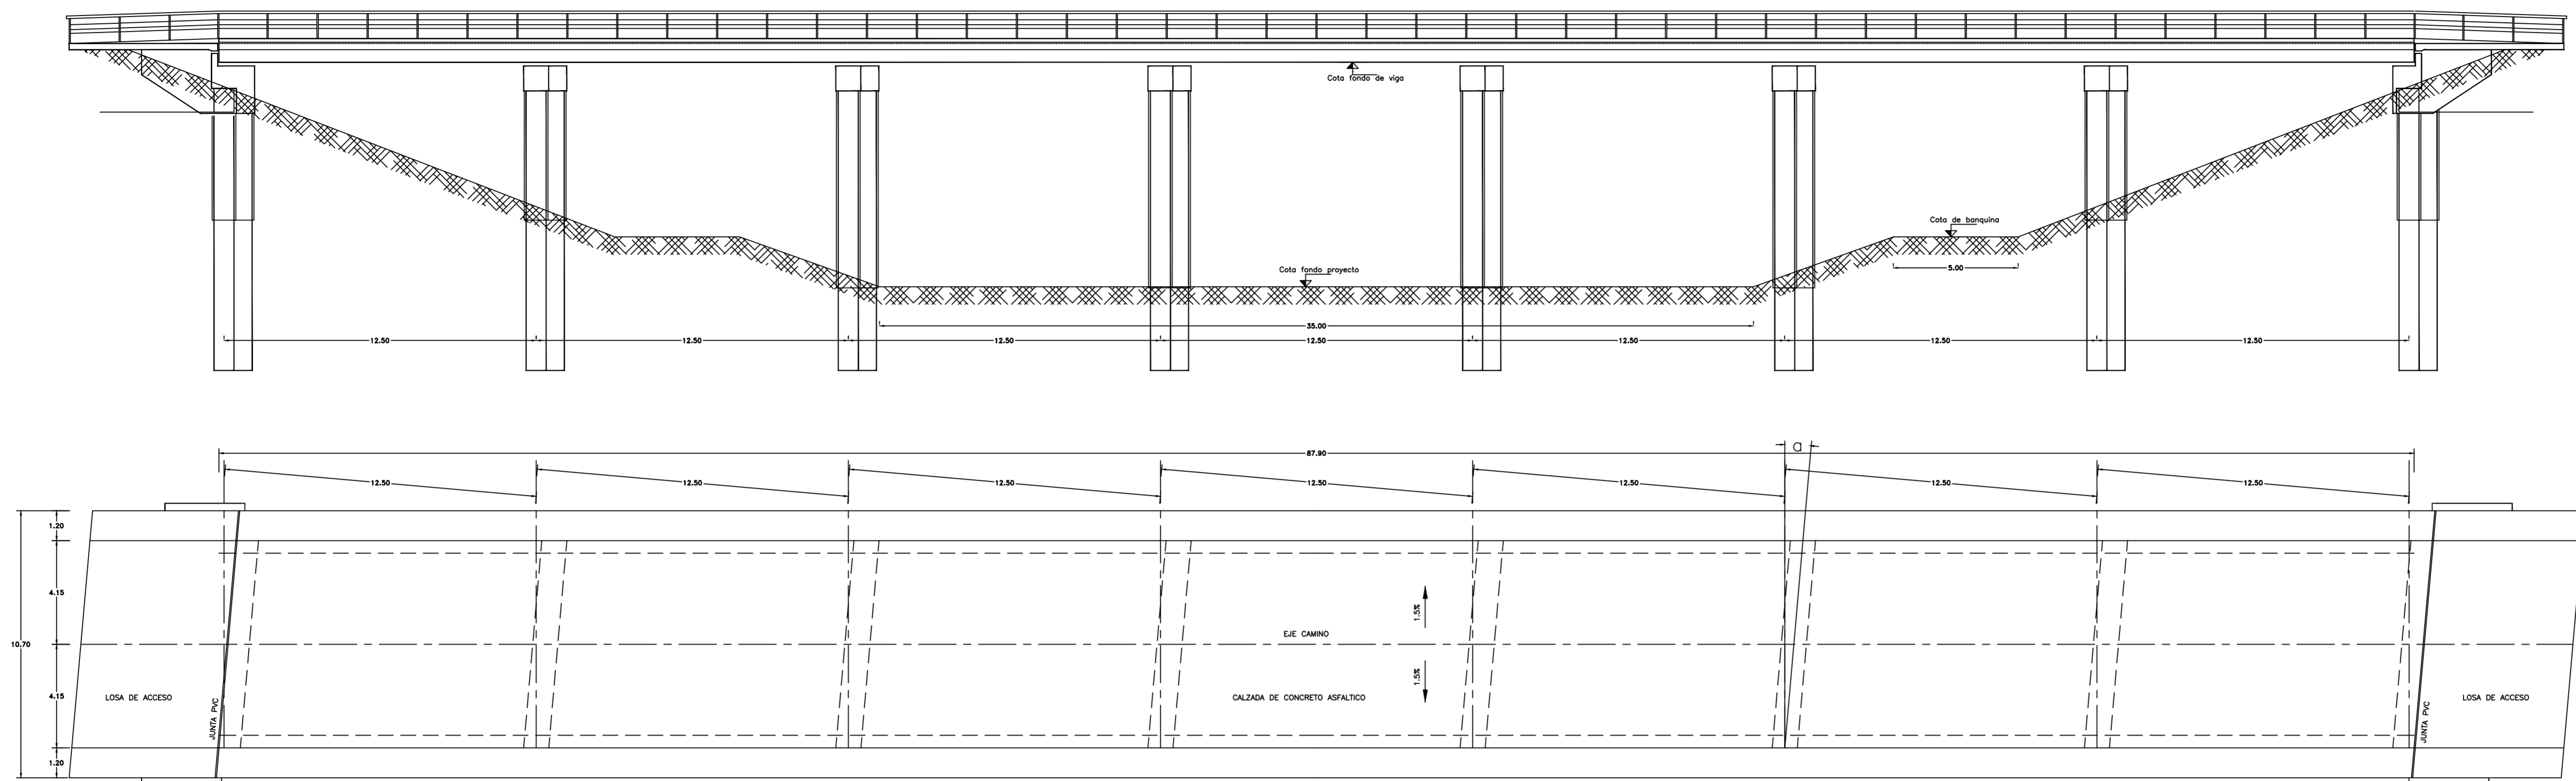 Cota fondo de viga
Cota de banquina
Cota fondo proyecto
5.00
35.00
12.50
12.50
12.50
12.50
12.50
12.50
12.50
a
87.90
12.50
12.50
12.50
12.50
12.50
12.50
12.50
1.20
4.15
10.70
4.15
1.20
1.5%
1.5%
EJE CAMINO
LOSA DE ACCESO
JUNTA PVC
CALZADA DE CONCRETO ASFALTICO
JUNTA PVC
LOSA DE ACCESO